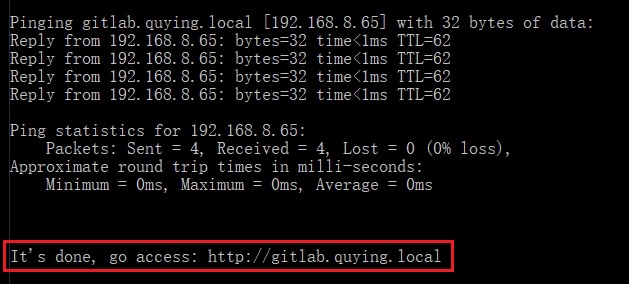 Pinging gitlab.quying.local [192.168.8.65] with 32 bytes of data:
Reply from 192.168.8.65: bytes=32 time<1ms TTL=62
Reply from 192.168.8.65: bytes=32 time<1ms TTL=62
Reply from 192.168.8.65: bytes=32 time<1ms TTL=62
Reply from 192.168.8.65: bytes=32 time<1ms TTL=62
Ping statistics for 192.168.8.65:
Packets: Sent = 4, Received = 4, Lost = 0 (0% loss),
Approximate round trip times in milli-seconds:
Minimum = 0ms, Maximum = 0ms, Average = 0ms
It's done, go access: http://gitlab.quying.local